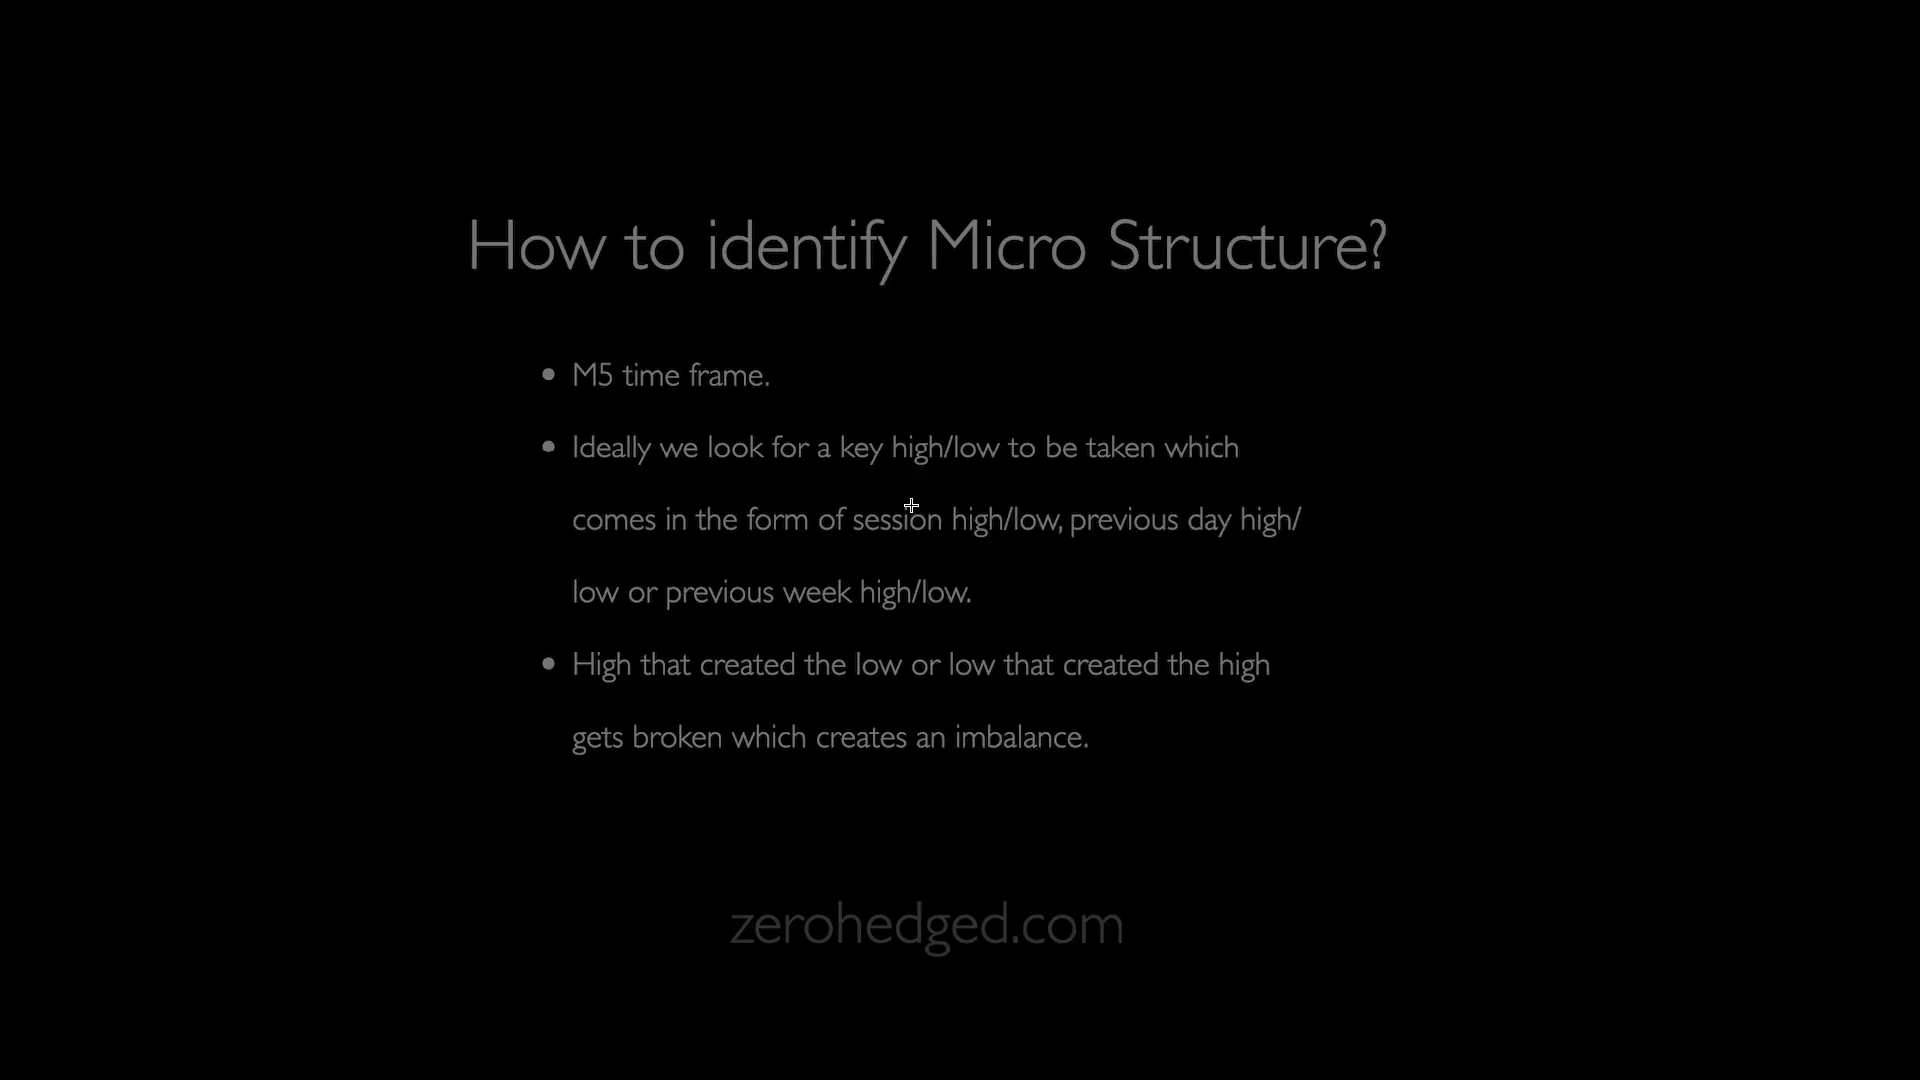 How to identify Micro Structure?
• M5 time frame.
• Ideally we look for a key high/low to be taken which
comes in the form of session high/low, previous day high/
low or previous week high/low.
• High that created the low or low that created the high
gets broken which creates an imbalance.
zerohedged.com